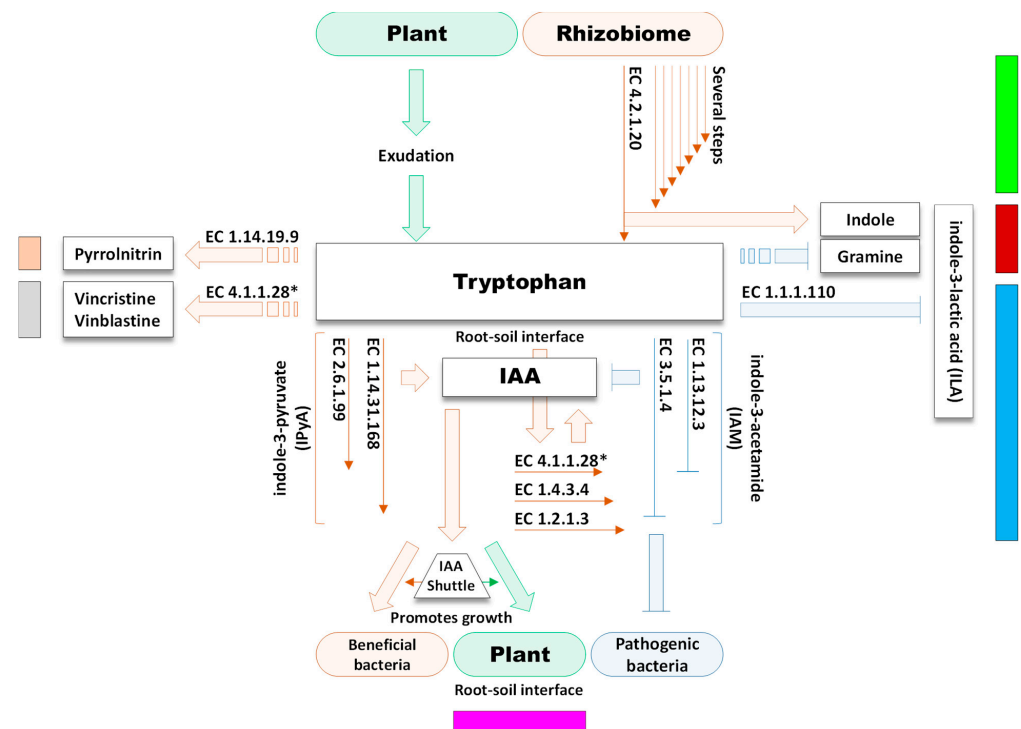 Plant
Rhizobiome
EC 4.2.1.20
Several steps
Exudation
Indole
Gramine
indole-3-lactic acid (ILA)
EC 1.14.19.9
Pyrrolnitrin
Tryptophan
EC 4.1.1.28*
Vincristine
Vinblastine
EC 1.1.1.110
Root-soil interface
IAA
indole-3-pyruvate
(IPyA)
EC 2.6.1.99
EC 1.14.31.168
EC 3.5.1.4
EC 1.13.12.3
indole-3-acetamide
(IAM)
EC 4.1.1.28*
EC 1.4.3.4
EC 1.2.1.3
IAA
Shuttle
Promotes growth
Beneficial
bacteria
Plant
Pathogenic
bacteria
Root-soil interface